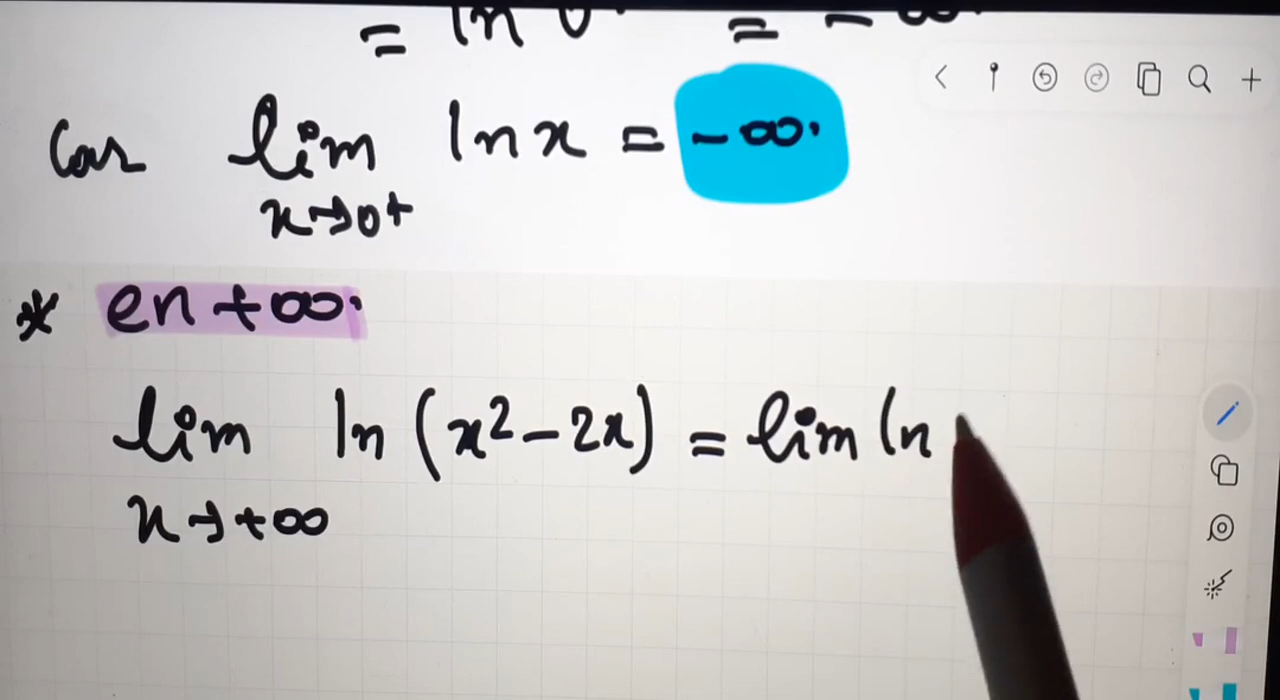 = ln 0⁺ = -∞.
Car lim ln x = -∞.
x→0+
* en +∞.
lim ln (x²-2x) = lim ln
x→+∞